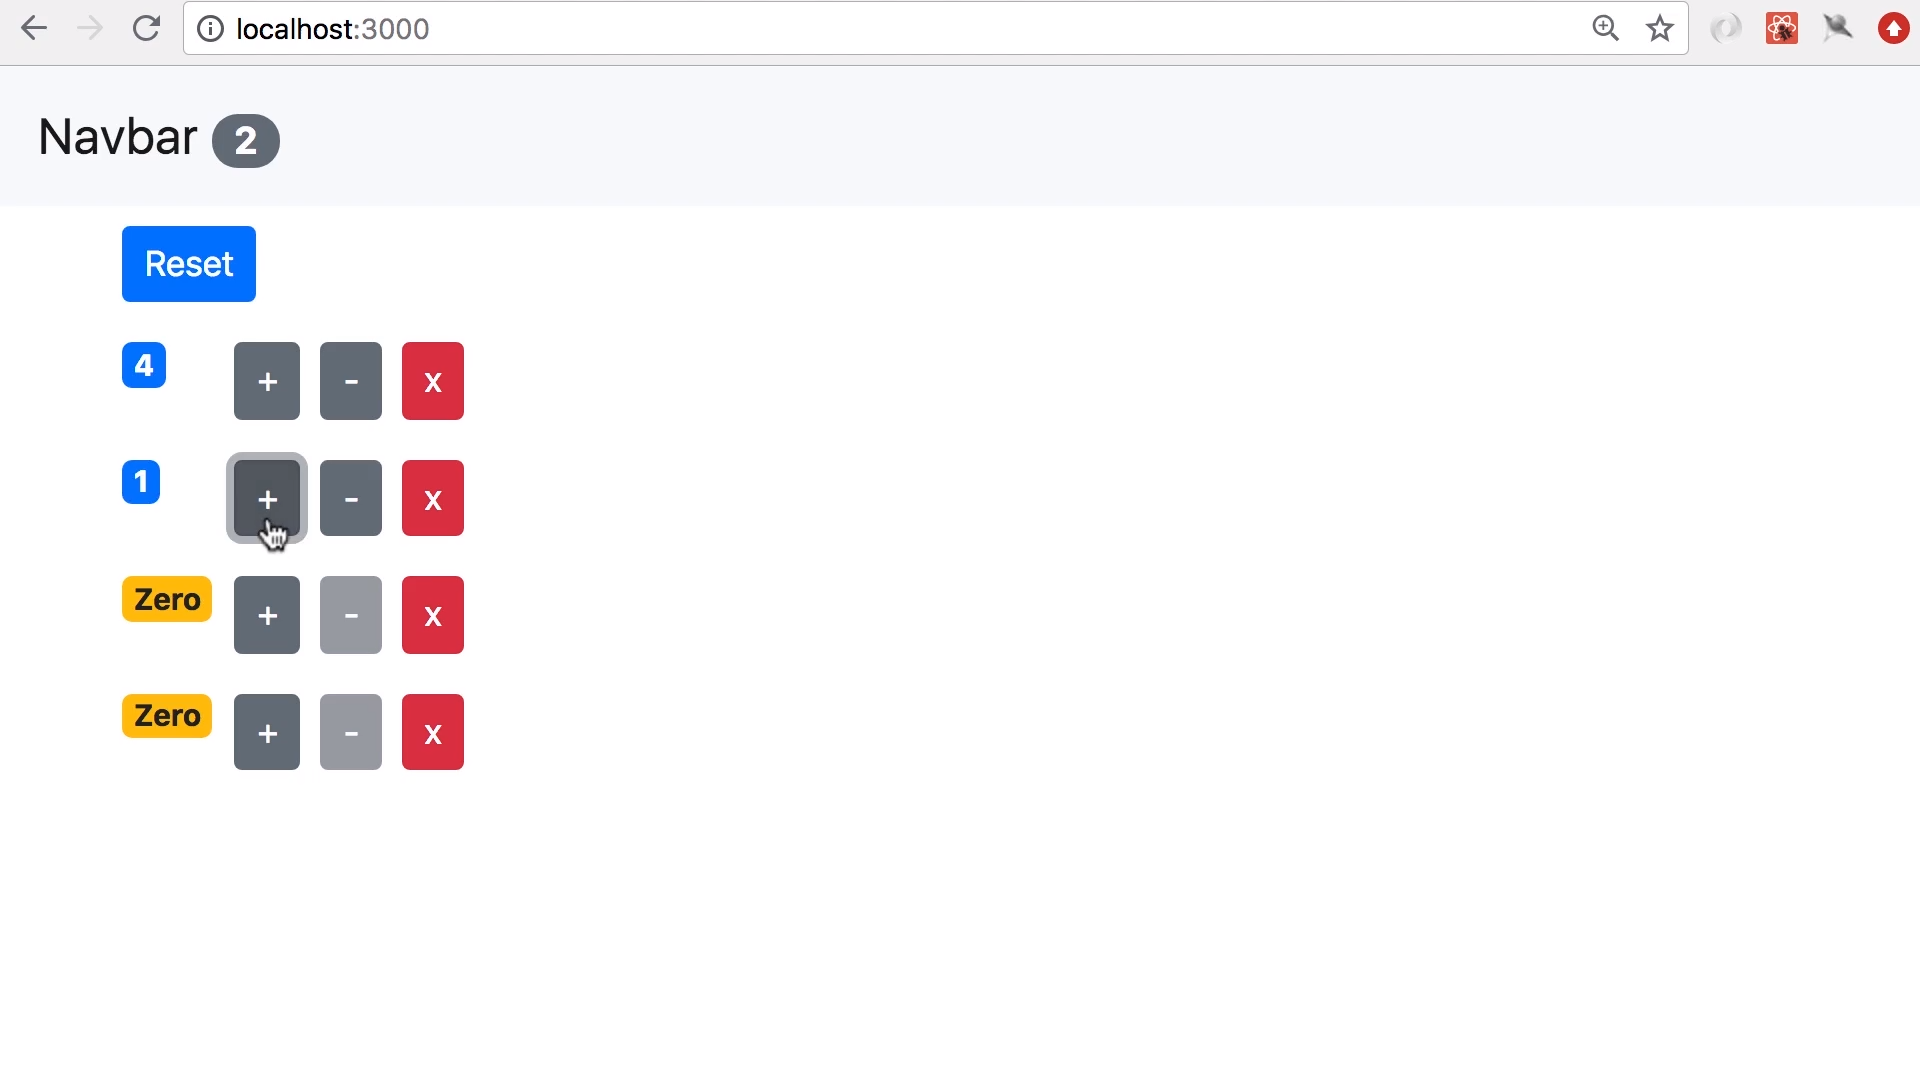 localhost:3000
Navbar 2
Reset
4 + - x
1 + - x
Zero + - x
Zero + - x